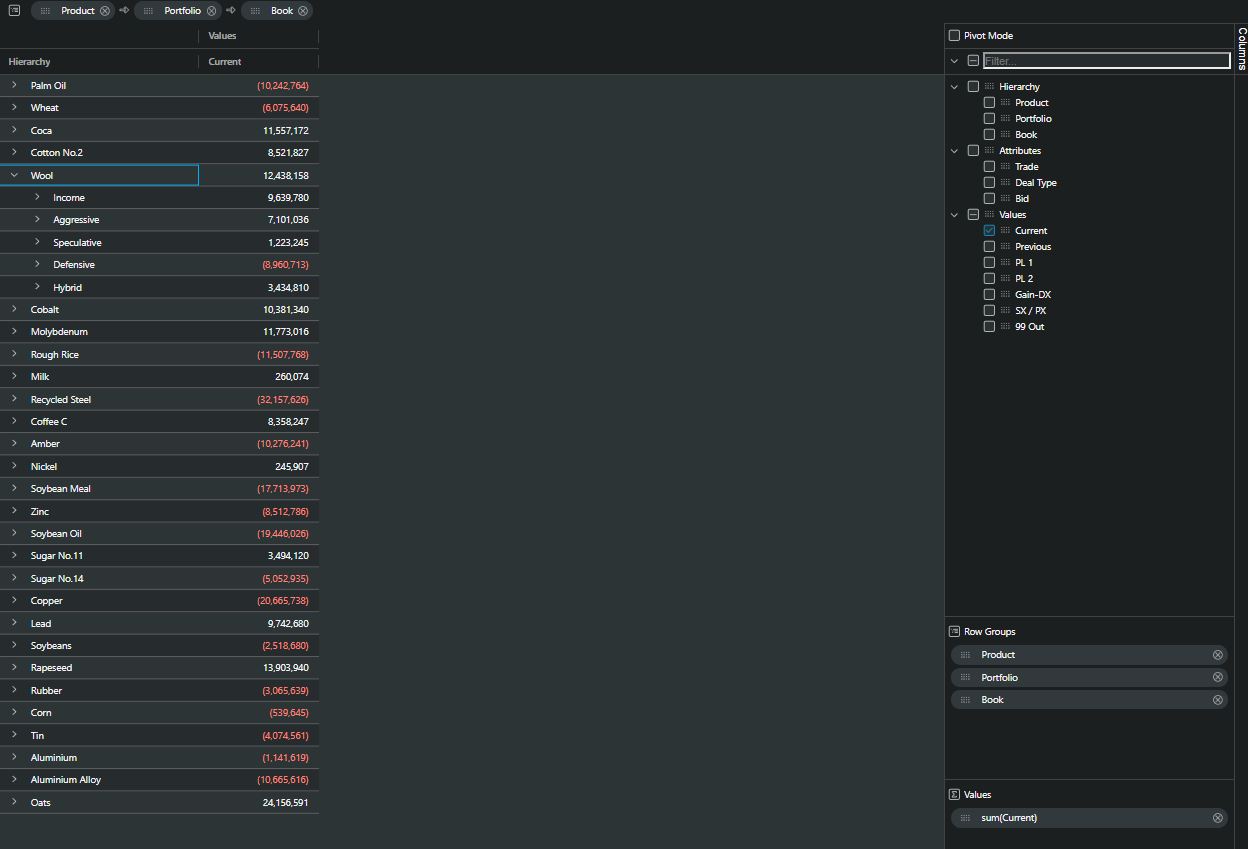 Product Portfolio Book
Values
Hierarchy Current
Palm Oil (10,242,764)
Wheat (6,075,640)
Coca 11,557,172
Cotton No.2 8,521,827
Wool 12,438,158
Income 9,639,780
Aggressive 7,101,036
Speculative 1,223,245
Defensive (8,960,713)
Hybrid 3,434,810
Cobalt 10,381,340
Molybdenum 11,773,016
Rough Rice (11,507,768)
Milk 260,074
Recycled Steel (32,157,626)
Coffee C 8,358,247
Amber (10,276,241)
Nickel 245,907
Soybean Meal (17,713,973)
Zinc (8,512,786)
Soybean Oil (19,446,026)
Sugar No.11 3,494,120
Sugar No.14 (5,052,935)
Copper (20,665,738)
Lead 9,742,680
Soybeans (2,518,680)
Rapeseed 13,903,940
Rubber (3,065,639)
Corn (539,645)
Tin (4,074,561)
Aluminium (1,141,619)
Aluminium Alloy (10,665,616)
Oats 24,156,591
Pivot Mode
Filter...
Hierarchy
Product
Portfolio
Book
Attributes
Trade
Deal Type
Bid
Values
Current
Previous
PL 1
PL 2
Gain-DX
SX / PX
99 Out
Row Groups
Product
Portfolio
Book
Values
sum(Current)
Columns